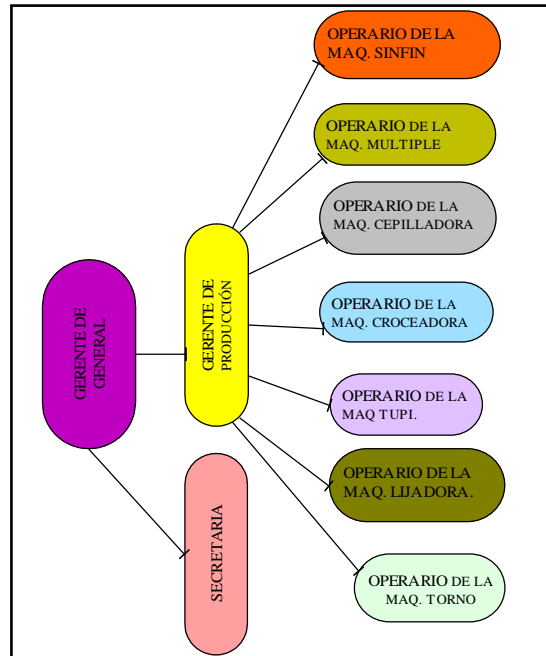 OPERARIO DE LA
MAQ. SINFIN
OPERARIO DE LA
MAQ. MULTIPLE
OPERARIO DE LA
MAQ. CEPILLADORA
GERENTE DE
GENERAL
GERENTE DE
PRODUCCIÓN
OPERARIO DE LA
MAQ. CROCEADORA
OPERARIO DE LA
MAQ TUPI.
OPERARIO DE LA
MAQ. LIJADORA.
SECRETARIA
OPERARIO DE LA
MAQ. TORNO